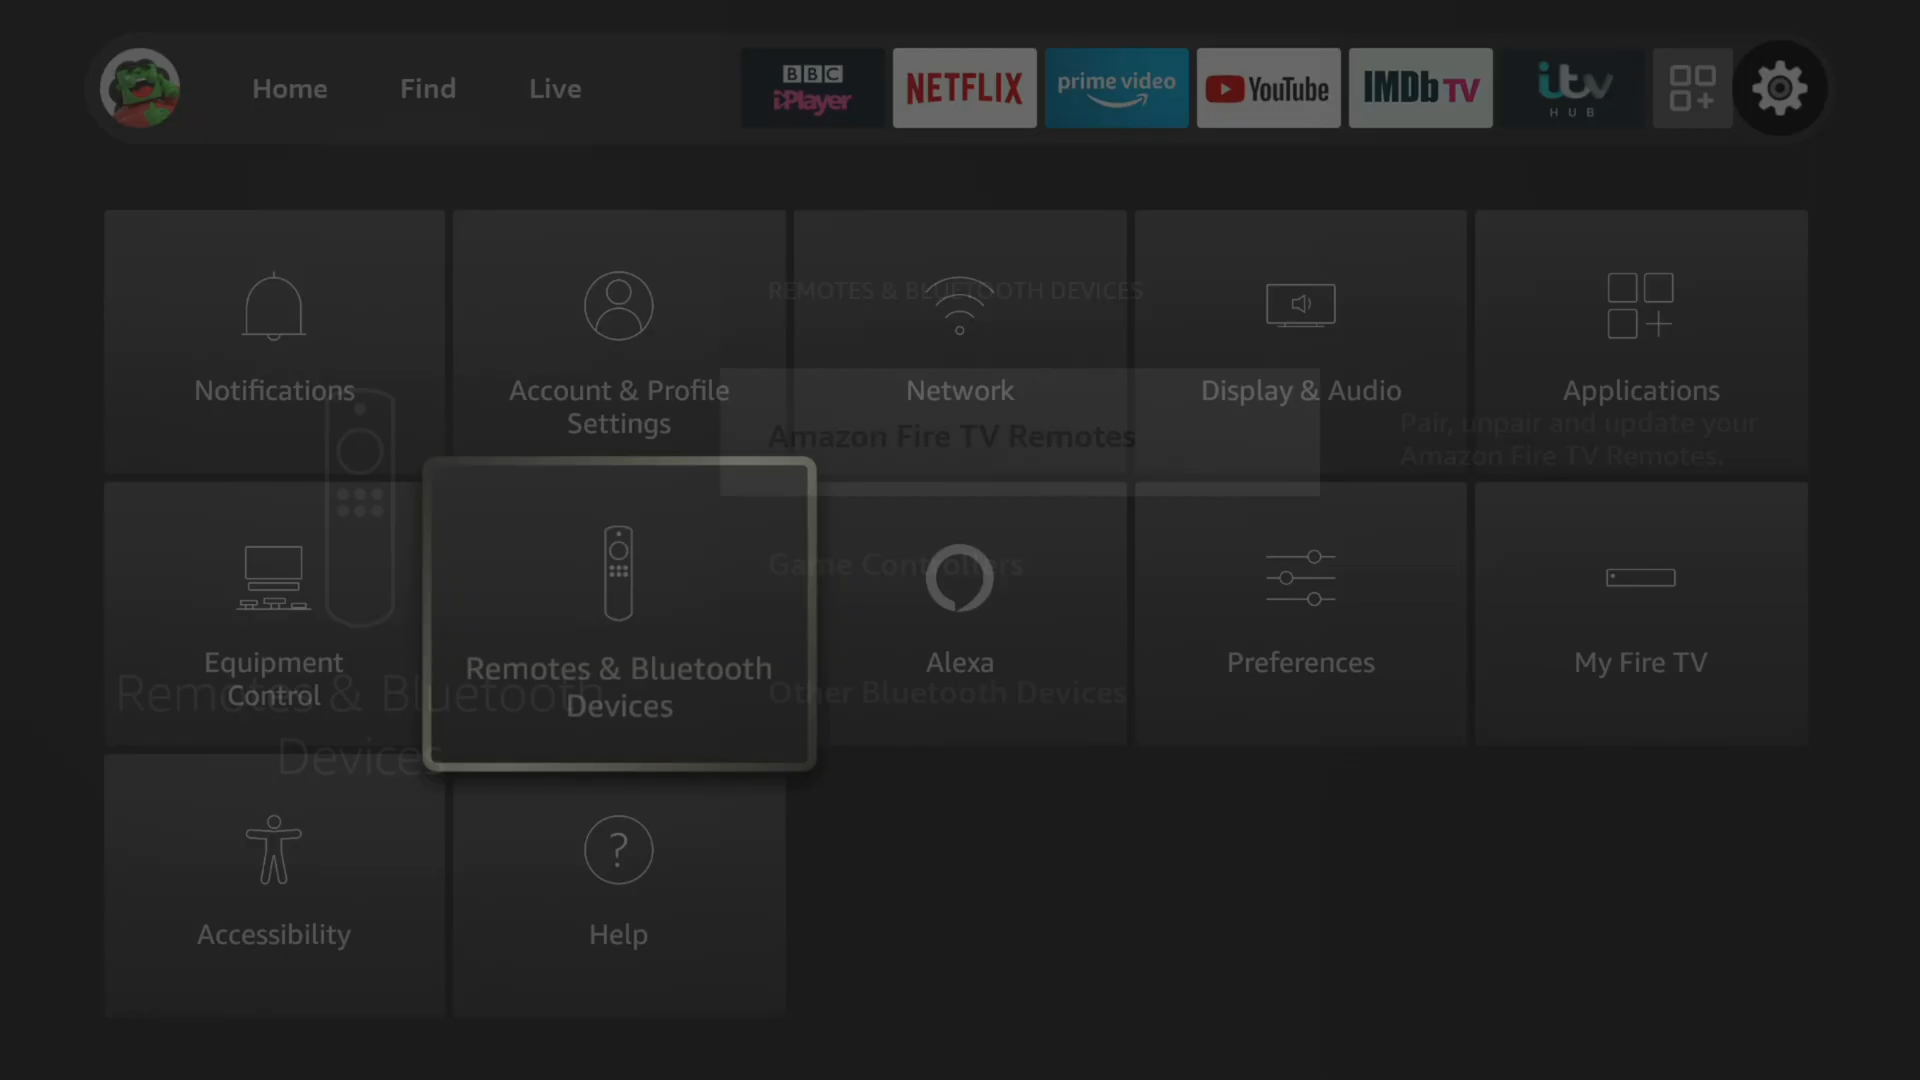 Home
Find
Live
BBC
iPlayer
NETFLIX
prime video
YouTube
IMDb TV
itv
HUB
REMOTES & BLUETOOTH DEVICES
Notifications
Account & Profile
Settings
Network
Display & Audio
Applications
Amazon Fire TV Remotes
Pair, unpair and update your
Amazon Fire TV Remotes.
Game Controllers
Equipment
Control
Remotes & Bluetooth
Devices
Alexa
Preferences
My Fire TV
Remotes & Bluetooth
Devices
Other Bluetooth Devices
Accessibility
?
Help